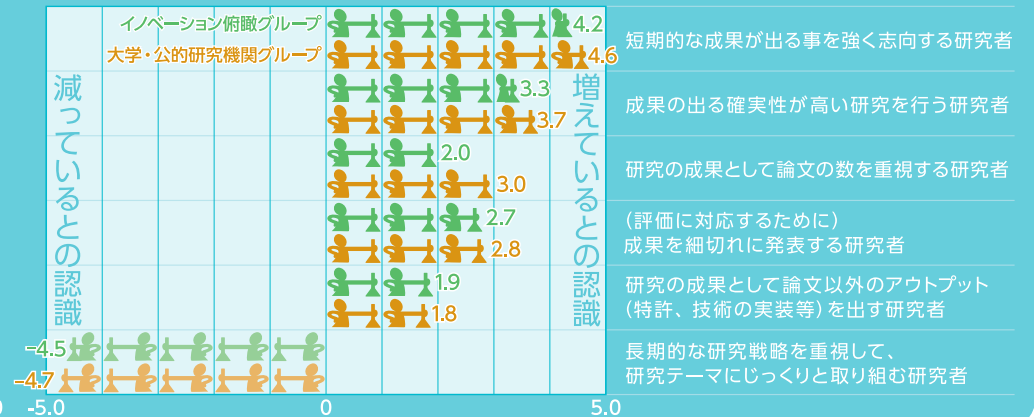 イノベーション俯瞰グループ 4.2
大学・公的研究機関グループ 4.6
短期的な成果が出る事を強く志向する研究者
減っているとの認識
増えているとの認識
3.3
3.7
成果の出る確実性が高い研究を行う研究者
2.0
3.0
研究の成果として論文の数を重視する研究者
2.7
2.8
(評価に対応するために)
成果を細切れに発表する研究者
1.9
1.8
研究の成果として論文以外のアウトプット
(特許、技術の実装等)を出す研究者
-4.5
-4.7
長期的な研究戦略を重視して、
研究テーマにじっくりと取り組む研究者
0 -5.0 0 5.0